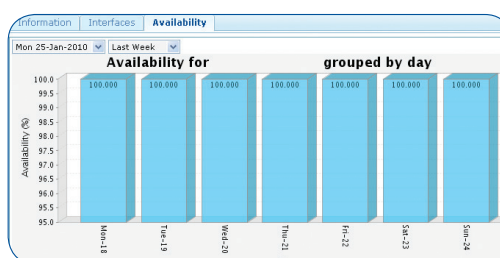 Information Interfaces Availability
Mon 25-Jan-2010 Last Week
Availability for grouped by day
100.0
99.5
99.0
98.5
98.0
97.5
97.0
96.5
96.0
95.5
95.0
Availability (%)
100.000 100.000 100.000 100.000 100.000 100.000 100.000
Mon-18 Tue-19 Wed-20 Thu-21 Fri-22 Sat-23 Sun-24